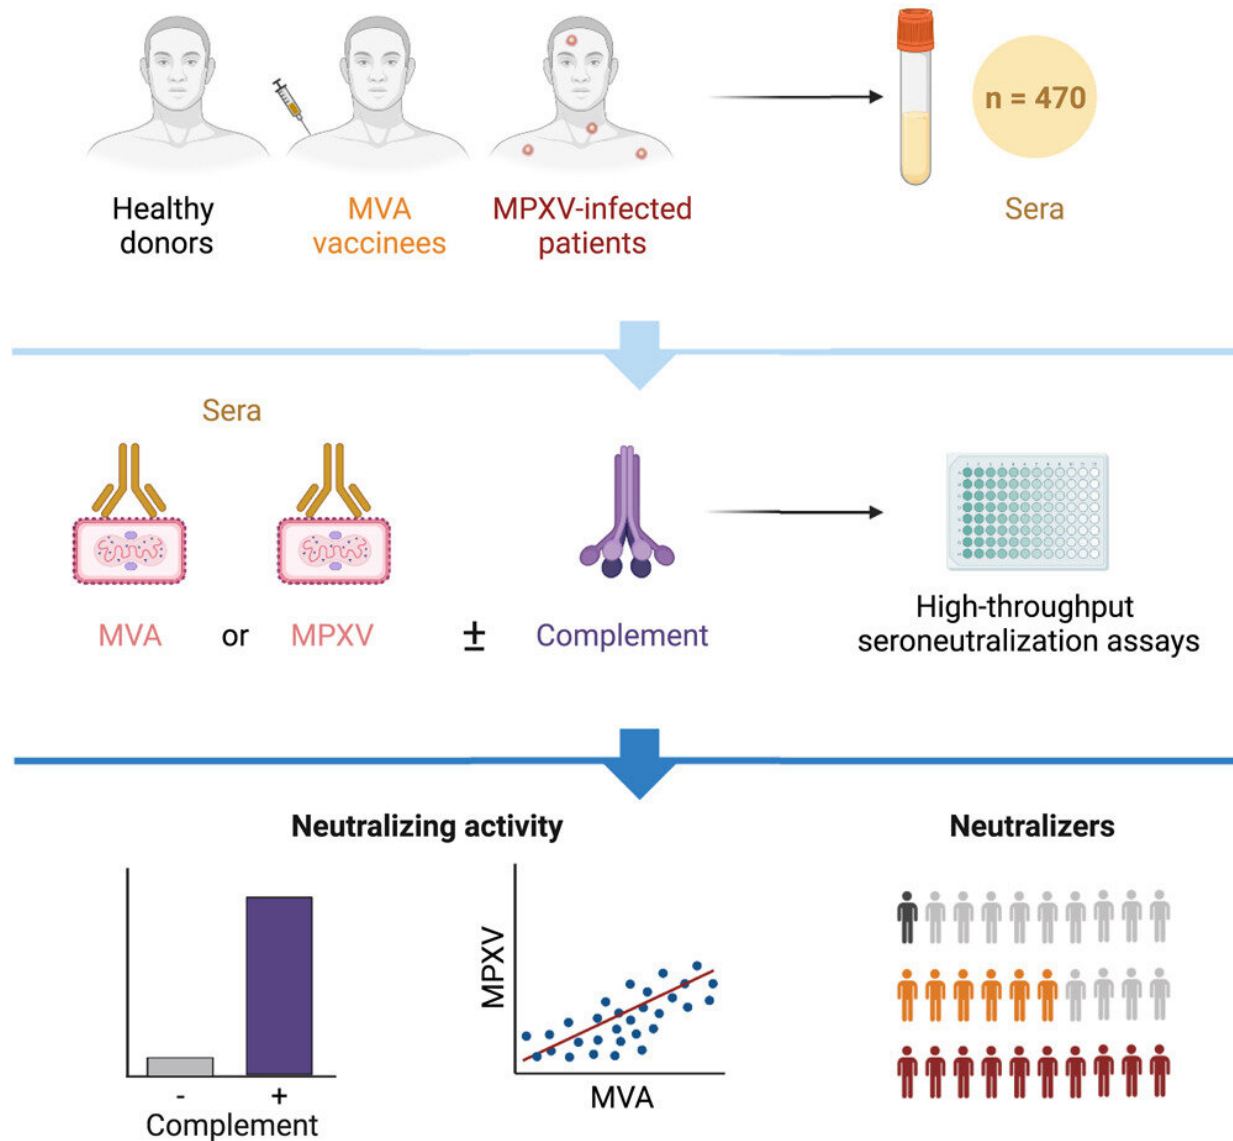 n = 470
Healthy
donors
MVA
vaccinees
MPXV-infected
patients
Sera
Sera
MVA
or
MPXV
±
Complement
High-throughput
seroneutralization assays
Neutralizing activity
Neutralizers
MPXV
MVA
- +
Complement